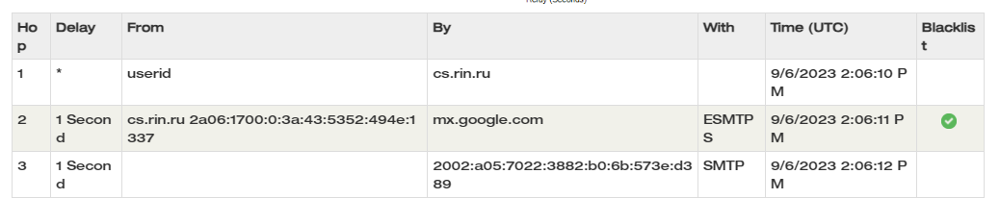 Relay (Seconds)
Hop Delay From By With Time (UTC) Blacklist
1 * userid cs.rin.ru 9/6/2023 2:06:10 PM
2 1 Second cs.rin.ru 2a06:1700:0:3a:43:5352:494e:1337 mx.google.com ESMTPS 9/6/2023 2:06:11 PM
3 1 Second 2002:a05:7022:3882:b0:6b:573e:d389 SMTP 9/6/2023 2:06:12 PM